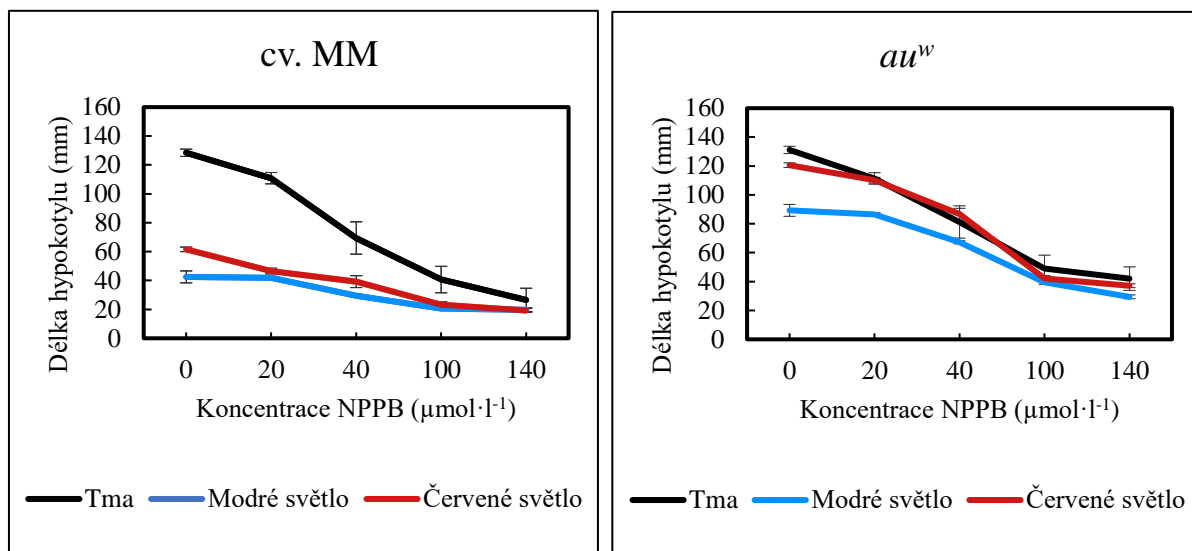 cv. MM
Délka hypokotylu (mm)
160
140
120
100
80
60
40
20
0
0 20 40 100 140
Koncentrace NPPB (µmol·l⁻¹)
Tma Modré světlo Červené světlo
au^w
Délka hypokotylu (mm)
160
140
120
100
80
60
40
20
0
0 20 40 100 140
Koncentrace NPPB (µmol·l⁻¹)
Tma Modré světlo Červené světlo